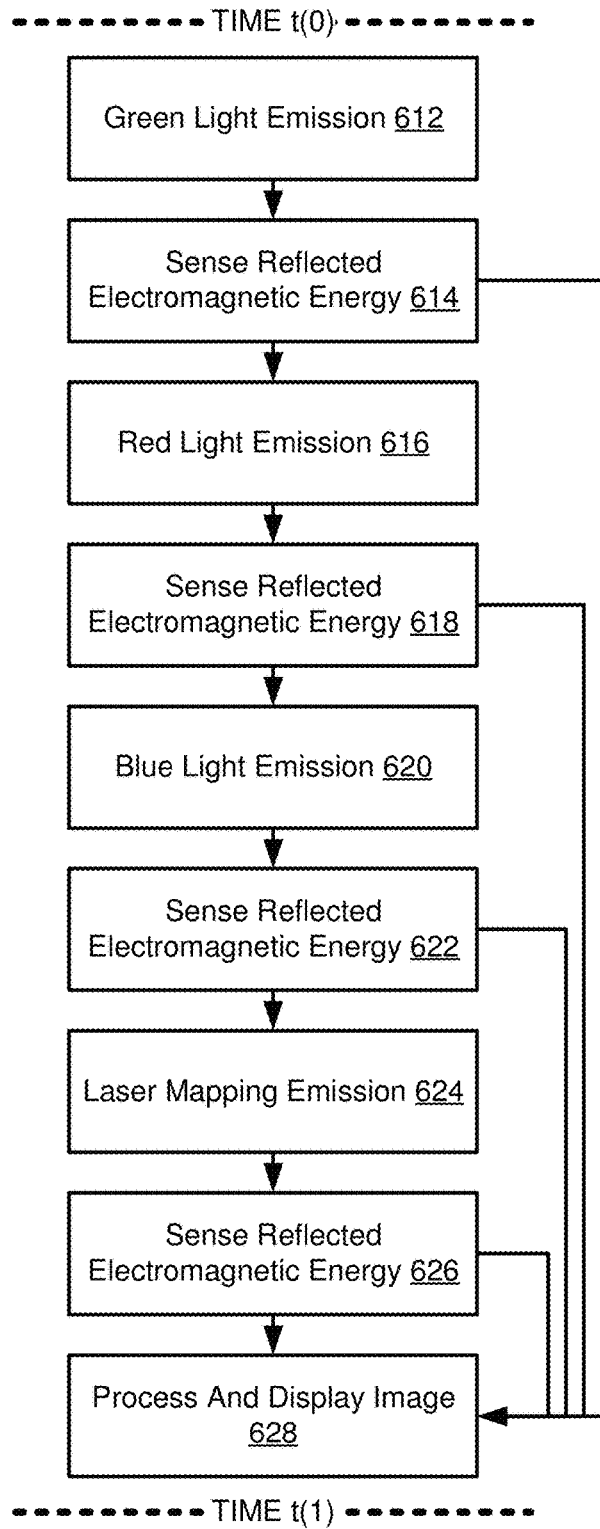 TIME t(0)
Green Light Emission 612
Sense Reflected
Electromagnetic Energy 614
Red Light Emission 616
Sense Reflected
Electromagnetic Energy 618
Blue Light Emission 620
Sense Reflected
Electromagnetic Energy 622
Laser Mapping Emission 624
Sense Reflected
Electromagnetic Energy 626
Process And Display Image
628
TIME t(1)